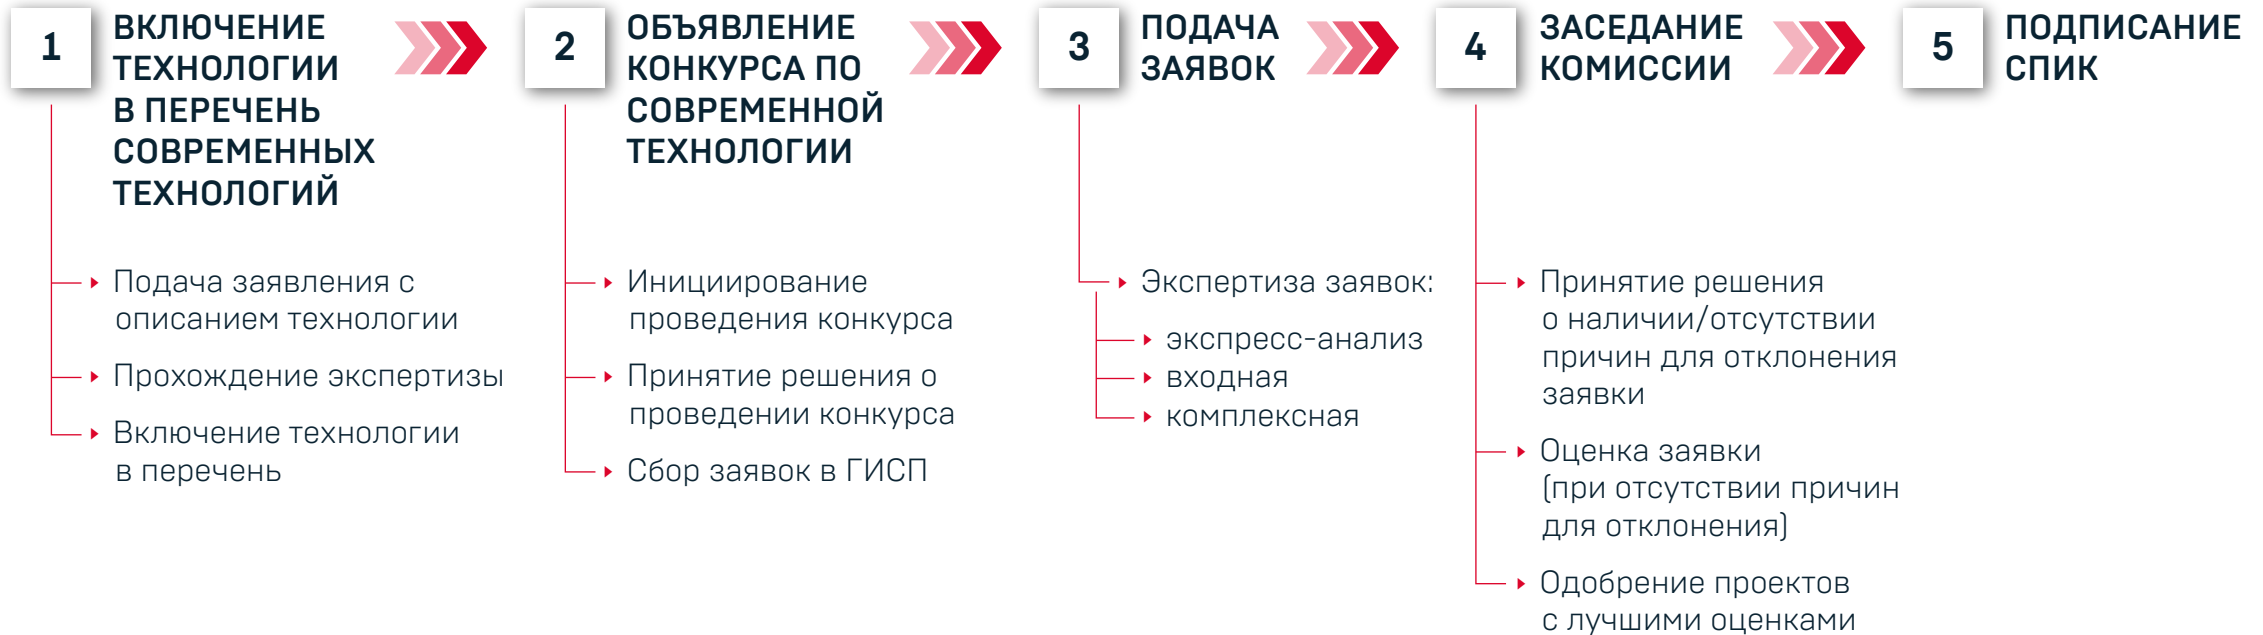 1
ВКЛЮЧЕНИЕ
ТЕХНОЛОГИИ
В ПЕРЕЧЕНЬ
СОВРЕМЕННЫХ
ТЕХНОЛОГИЙ
Подача заявления с
описанием технологии
Прохождение экспертизы
Включение технологии
в перечень
2
ОБЪЯВЛЕНИЕ
КОНКУРСА ПО
СОВРЕМЕННОЙ
ТЕХНОЛОГИИ
Инициирование
проведения конкурса
Принятие решения о
проведении конкурса
Сбор заявок в ГИСП
3
ПОДАЧА
ЗАЯВОК
Экспертиза заявок:
экспресс-анализ
входная
комплексная
4
ЗАСЕДАНИЕ
КОМИССИИ
Принятие решения
о наличии/отсутствии
причин для отклонения
заявки
Оценка заявки
(при отсутствии причин
для отклонения)
Одобрение проектов
с лучшими оценками
5
ПОДПИСАНИЕ
СПИК